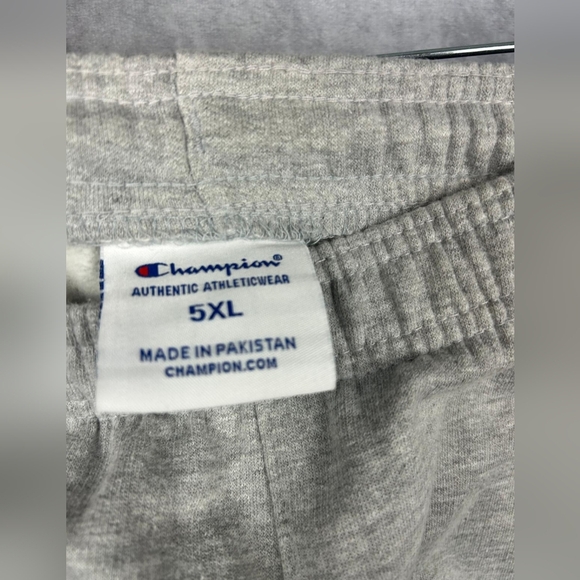 Champion®
AUTHENTIC ATHLETICWEAR
5XL
MADE IN PAKISTAN
CHAMPION.COM